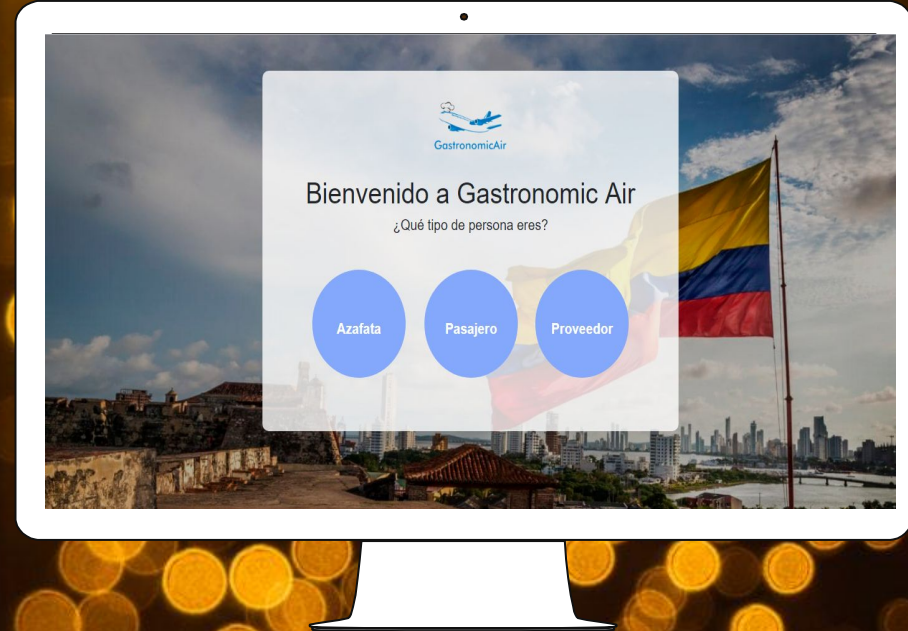 GastronomicAir
Bienvenido a Gastronomic Air
¿Qué tipo de persona eres?
Azafata
Pasajero
Proveedor